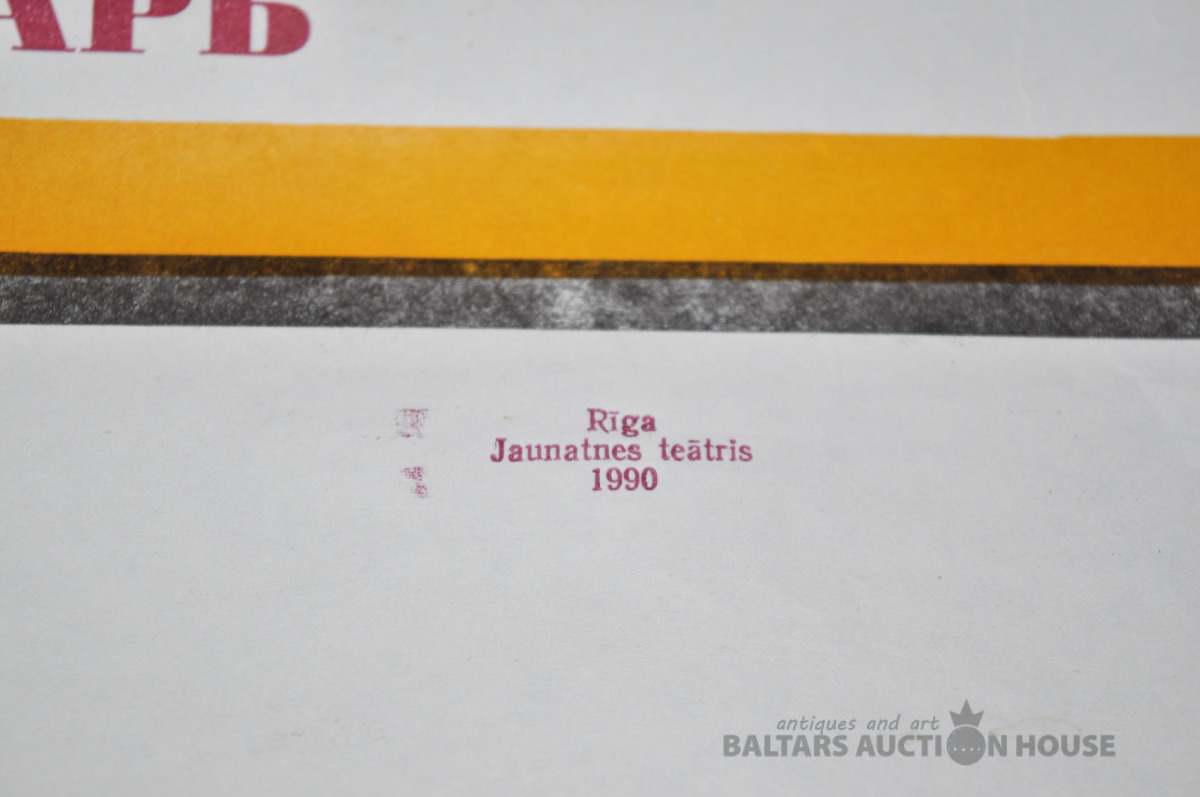 АРЬ
Rīga
Jaunatnes teātris
1990
antiques and art
BALTARS AUCTION HOUSE